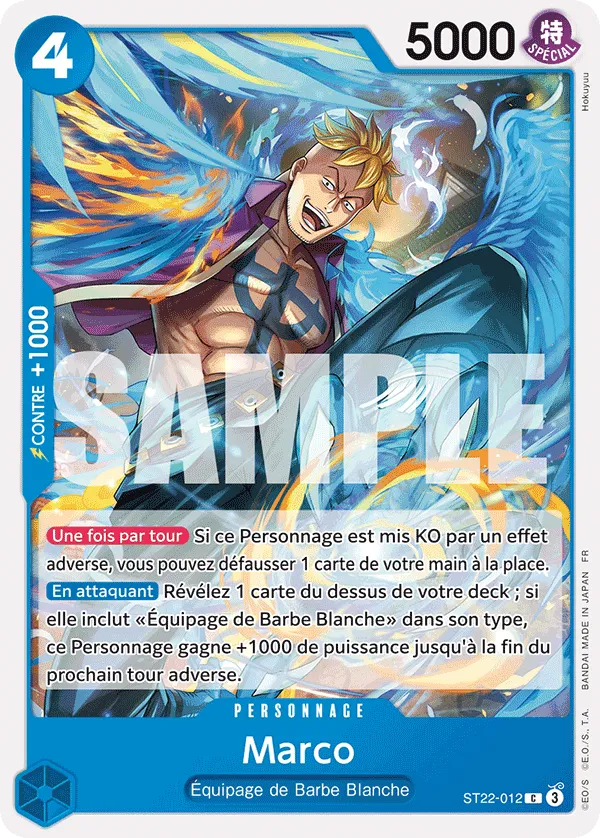 4
5000
特
SPÉCIAL
Hokuyuu
CONTRE +1000
SAMPLE
Une fois par tour Si ce Personnage est mis KO par un effet
adverse, vous pouvez défausser 1 carte de votre main à la place.
En attaquant Révélez 1 carte du dessus de votre deck ; si
elle inclut «Équipage de Barbe Blanche» dans son type,
ce Personnage gagne +1000 de puissance jusqu'à la fin du
prochain tour adverse.
PERSONNAGE
Marco
Équipage de Barbe Blanche
ST22-012 C 3
©EO/S ©E.O./S., T.A. BANDAI MADE IN JAPAN FR